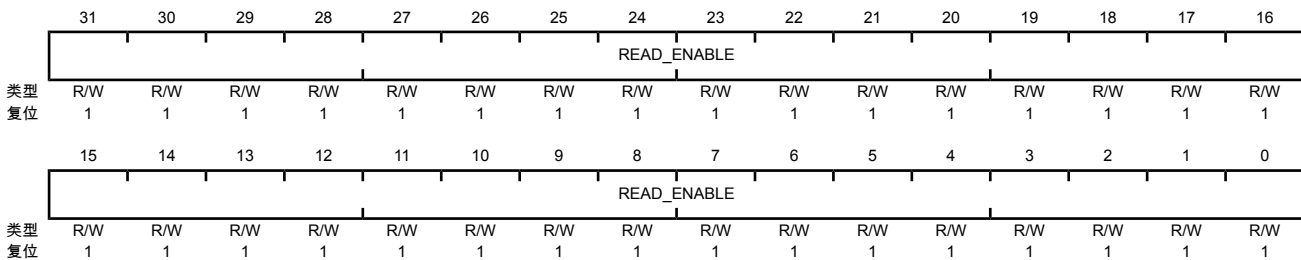 31 30 29 28 27 26 25 24 23 22 21 20 19 18 17 16
READ_ENABLE
类型 R/W R/W R/W R/W R/W R/W R/W R/W R/W R/W R/W R/W R/W R/W R/W R/W
复位 1 1 1 1 1 1 1 1 1 1 1 1 1 1 1 1
15 14 13 12 11 10 9 8 7 6 5 4 3 2 1 0
READ_ENABLE
类型 R/W R/W R/W R/W R/W R/W R/W R/W R/W R/W R/W R/W R/W R/W R/W R/W
复位 1 1 1 1 1 1 1 1 1 1 1 1 1 1 1 1